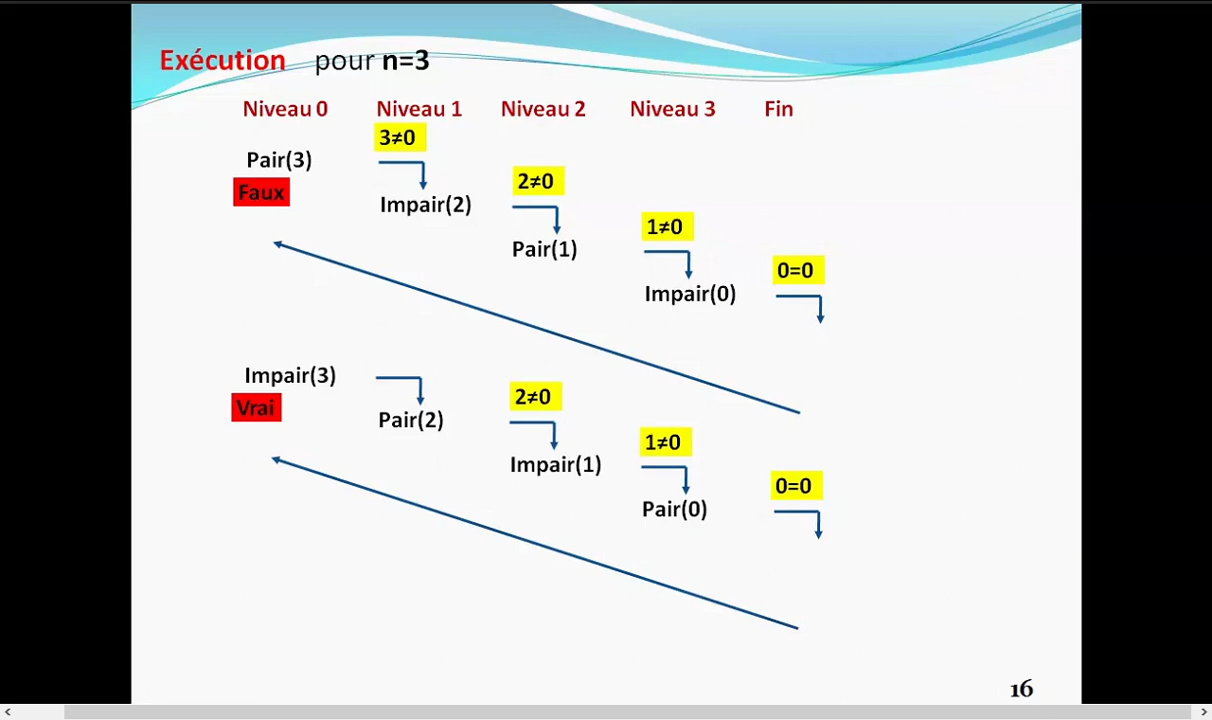 Exécution pour n=3
Niveau 0 Niveau 1 Niveau 2 Niveau 3 Fin
3≠0
Pair(3)
Faux
Impair(2)
2≠0
Pair(1)
1≠0
Impair(0)
0=0
Impair(3)
Vrai
Pair(2)
2≠0
Impair(1)
1≠0
Pair(0)
0=0
16